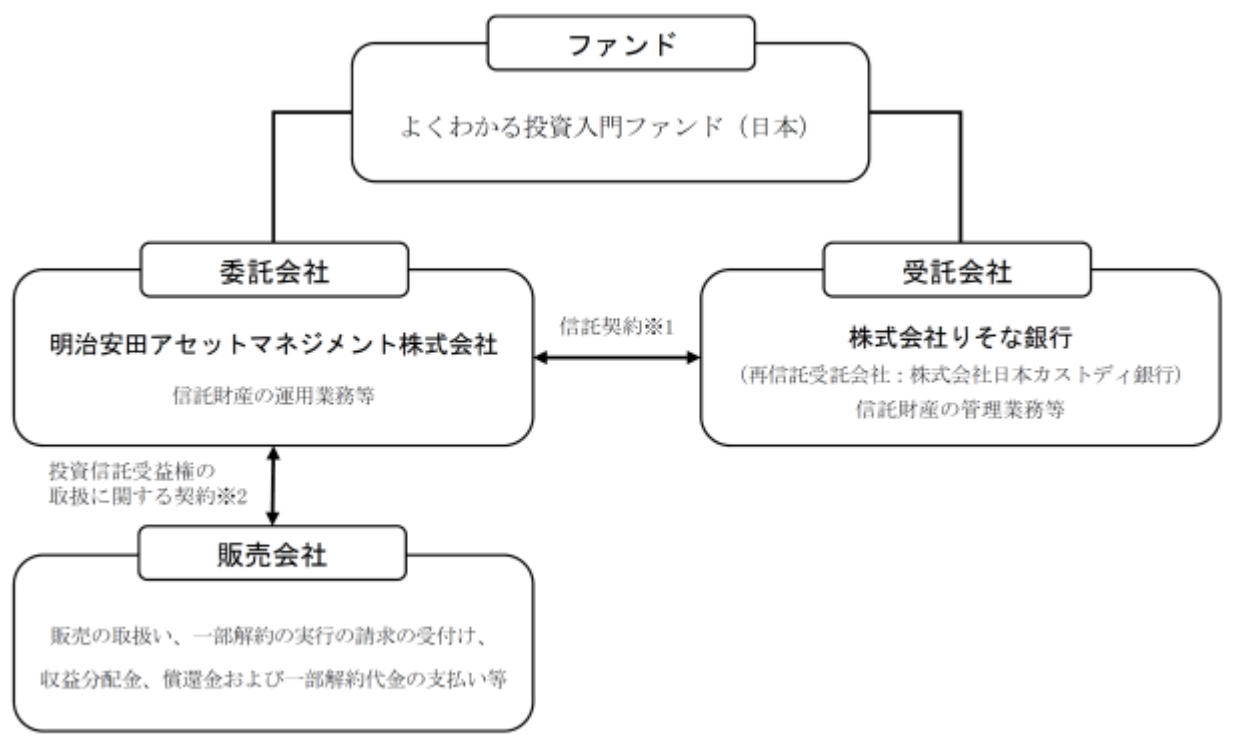 ファンド
よくわかる投資入門ファンド（日本）
委託会社
明治安田アセットマネジメント株式会社
信託財産の運用業務等
信託契約※1
受託会社
株式会社りそな銀行
（再信託受託会社：株式会社日本カストディ銀行）
信託財産の管理業務等
投資信託受益権の
取扱に関する契約※2
販売会社
販売の取扱い、一部解約の実行の請求の受付け、
収益分配金、償還金および一部解約代金の支払い等